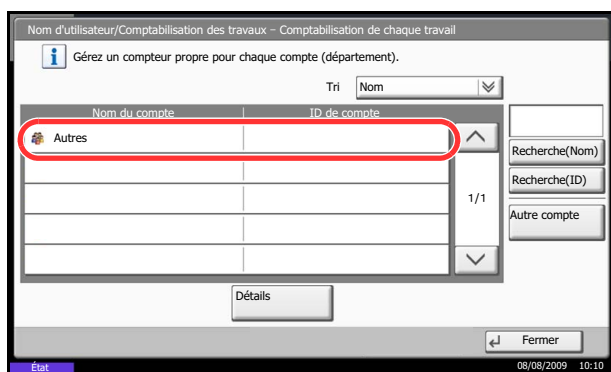 Nom d'utilisateur/Comptabilisation des travaux - Comptabilisation de chaque travail
Gérez un compteur propre pour chaque compte (département).
Tri Nom
Nom du compte ID de compte
Autres
Recherche(Nom)
Recherche(ID)
1/1
Autre compte
Détails
Fermer
État 08/08/2009 10:10